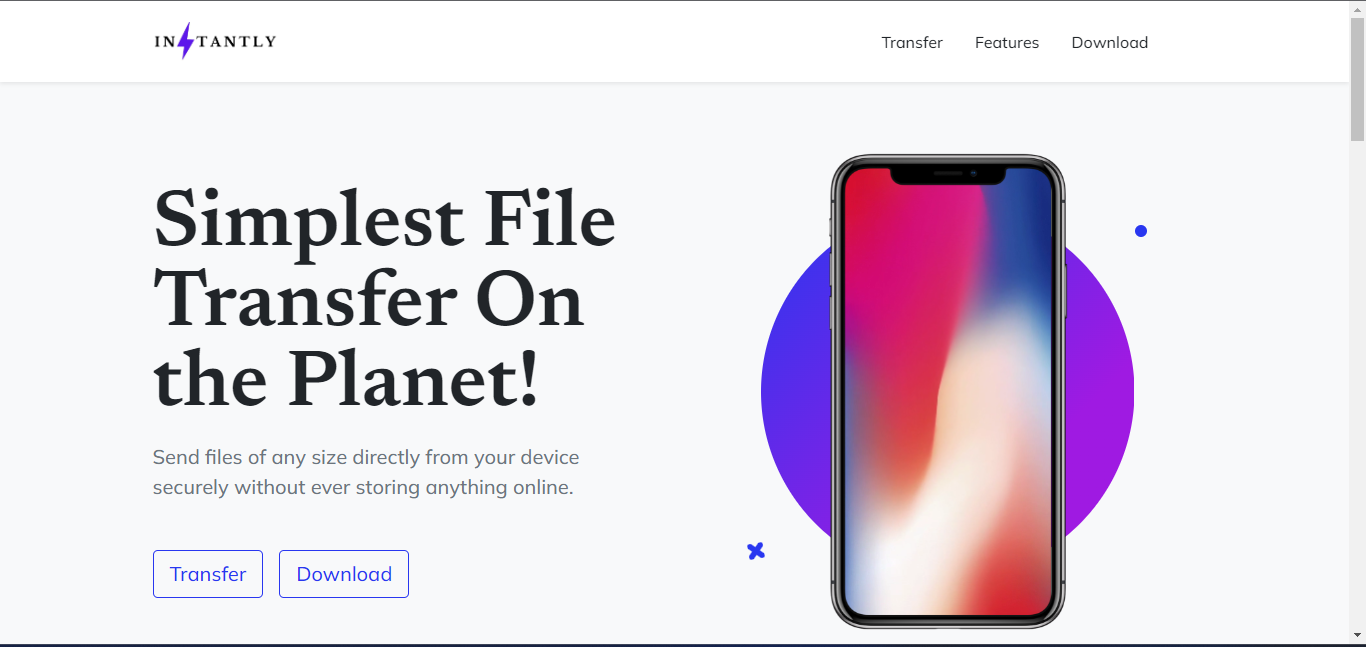 INSTANTLY
Transfer Features Download
Simplest File
Transfer On
the Planet!
Send files of any size directly from your device
securely without ever storing anything online.
Transfer Download